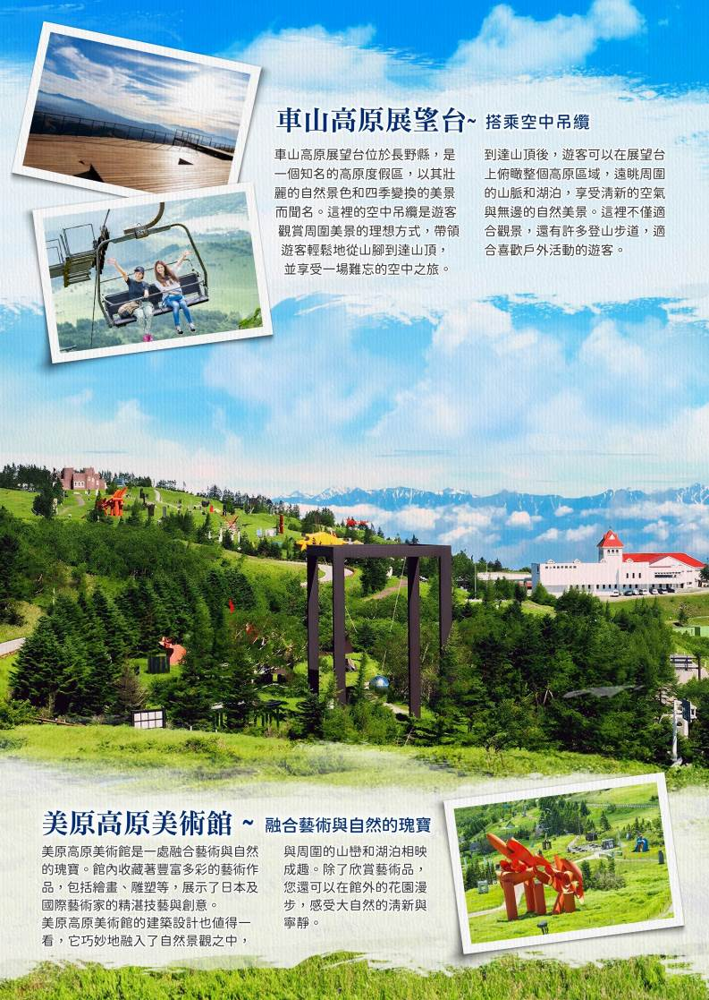 車山高原展望台~ 搭乘空中吊纜
車山高原展望台位於長野縣，是
一個知名的高原度假區，以其壯
麗的自然景色和四季變換的美景
而聞名。這裡的空中吊纜是遊客
觀賞周圍美景的理想方式，帶領
遊客輕鬆地從山腳到達山頂，
並享受一場難忘的空中之旅。
到達山頂後，遊客可以在展望台
上俯瞰整個高原區域，遠眺周圍
的山脈和湖泊，享受清新的空氣
與無邊的自然美景。這裡不僅適
合觀景，還有許多登山步道，適
合喜歡戶外活動的遊客。
美原高原美術館 ~ 融合藝術與自然的瑰寶
美原高原美術館是一處融合藝術與自然
的瑰寶。館內收藏著豐富多彩的藝術作
品，包括繪畫、雕塑等，展示了日本及
國際藝術家的精湛技藝與創意。
美原高原美術館的建築設計也值得一
看，它巧妙地融入了自然景觀之中，
與周圍的山巒和湖泊相映
成趣。除了欣賞藝術品，
您還可以在館外的花園漫
步，感受大自然的清新與
寧靜。